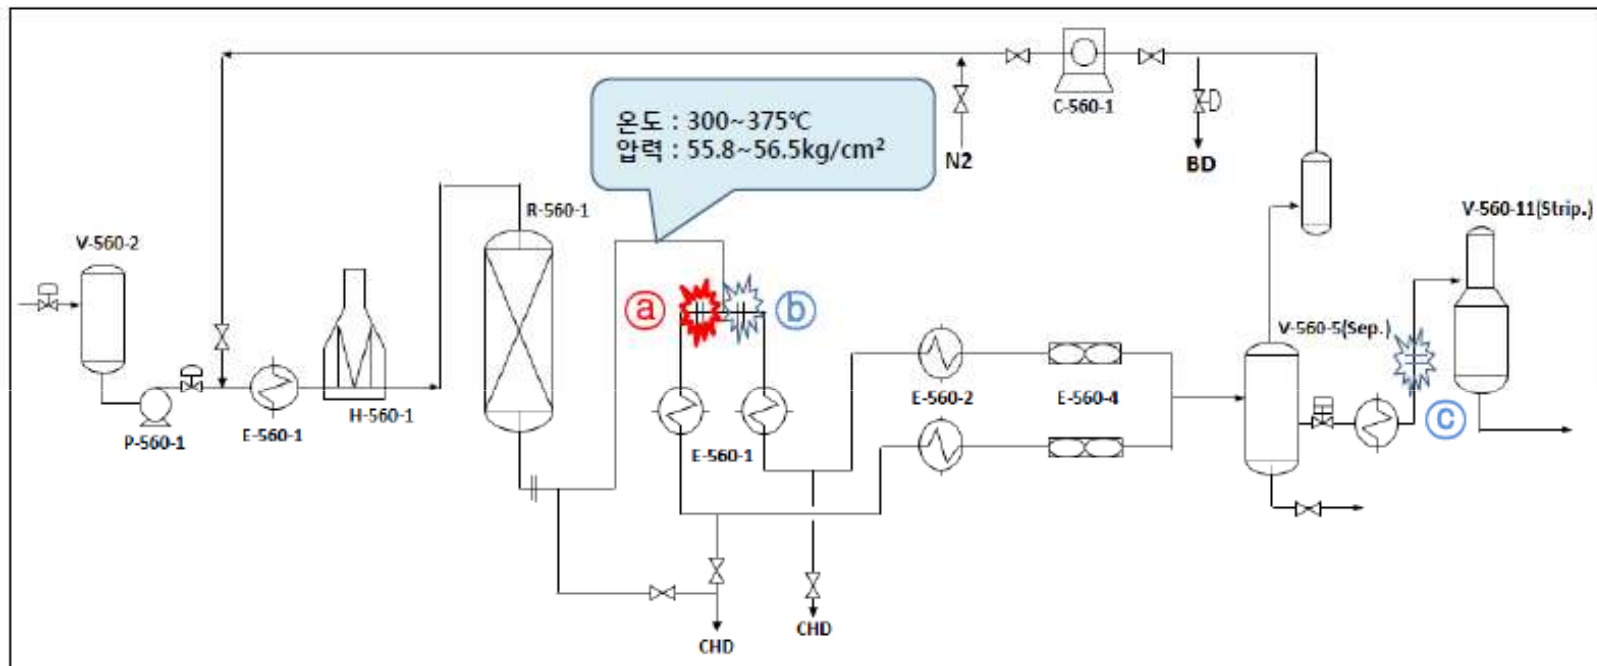 온도 : 300~375℃
압력 : 55.8~56.5kg/cm²
C-560-1
N2
BD
R-560-1
V-560-11(Strip.)
V-560-2
ⓐ
ⓑ
V-560-5(Sep.)
E-560-2
E-560-4
ⓒ
P-560-1
E-560-1
H-560-1
E-560-1
CHD
CHD